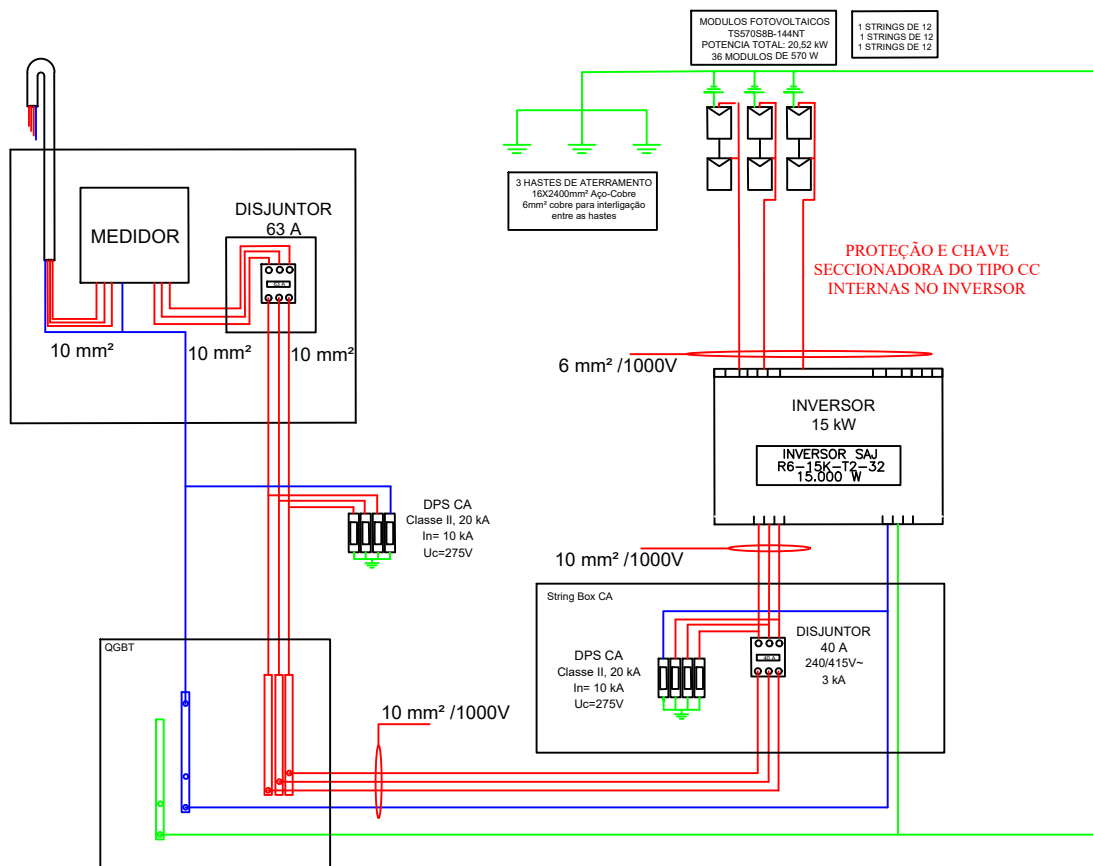 MODULOS FOTOVOLTAICOS
TS570S8B-144NT
POTENCIA TOTAL: 20,52 kW
36 MODULOS DE 570 W
1 STRINGS DE 12
1 STRINGS DE 12
1 STRINGS DE 12
3 HASTES DE ATERRAMENTO
16X2400mm² Aço-Cobre
6mm² cobre para interligação
entre as hastes
MEDIDOR
DISJUNTOR
63 A
63 A
10 mm²
10 mm²
10 mm²
PROTEÇÃO E CHAVE
SECCIONADORA DO TIPO CC
INTERNAS NO INVERSOR
6 mm² /1000V
INVERSOR
15 kW
INVERSOR SAJ
R6-15K-T2-32
15.000 W
DPS CA
Classe II, 20 kA
In= 10 kA
Uc=275V
10 mm² /1000V
String Box CA
DPS CA
Classe II, 20 kA
In= 10 kA
Uc=275V
DISJUNTOR
40 A
240/415V~
3 kA
40 A
QGBT
10 mm² /1000V